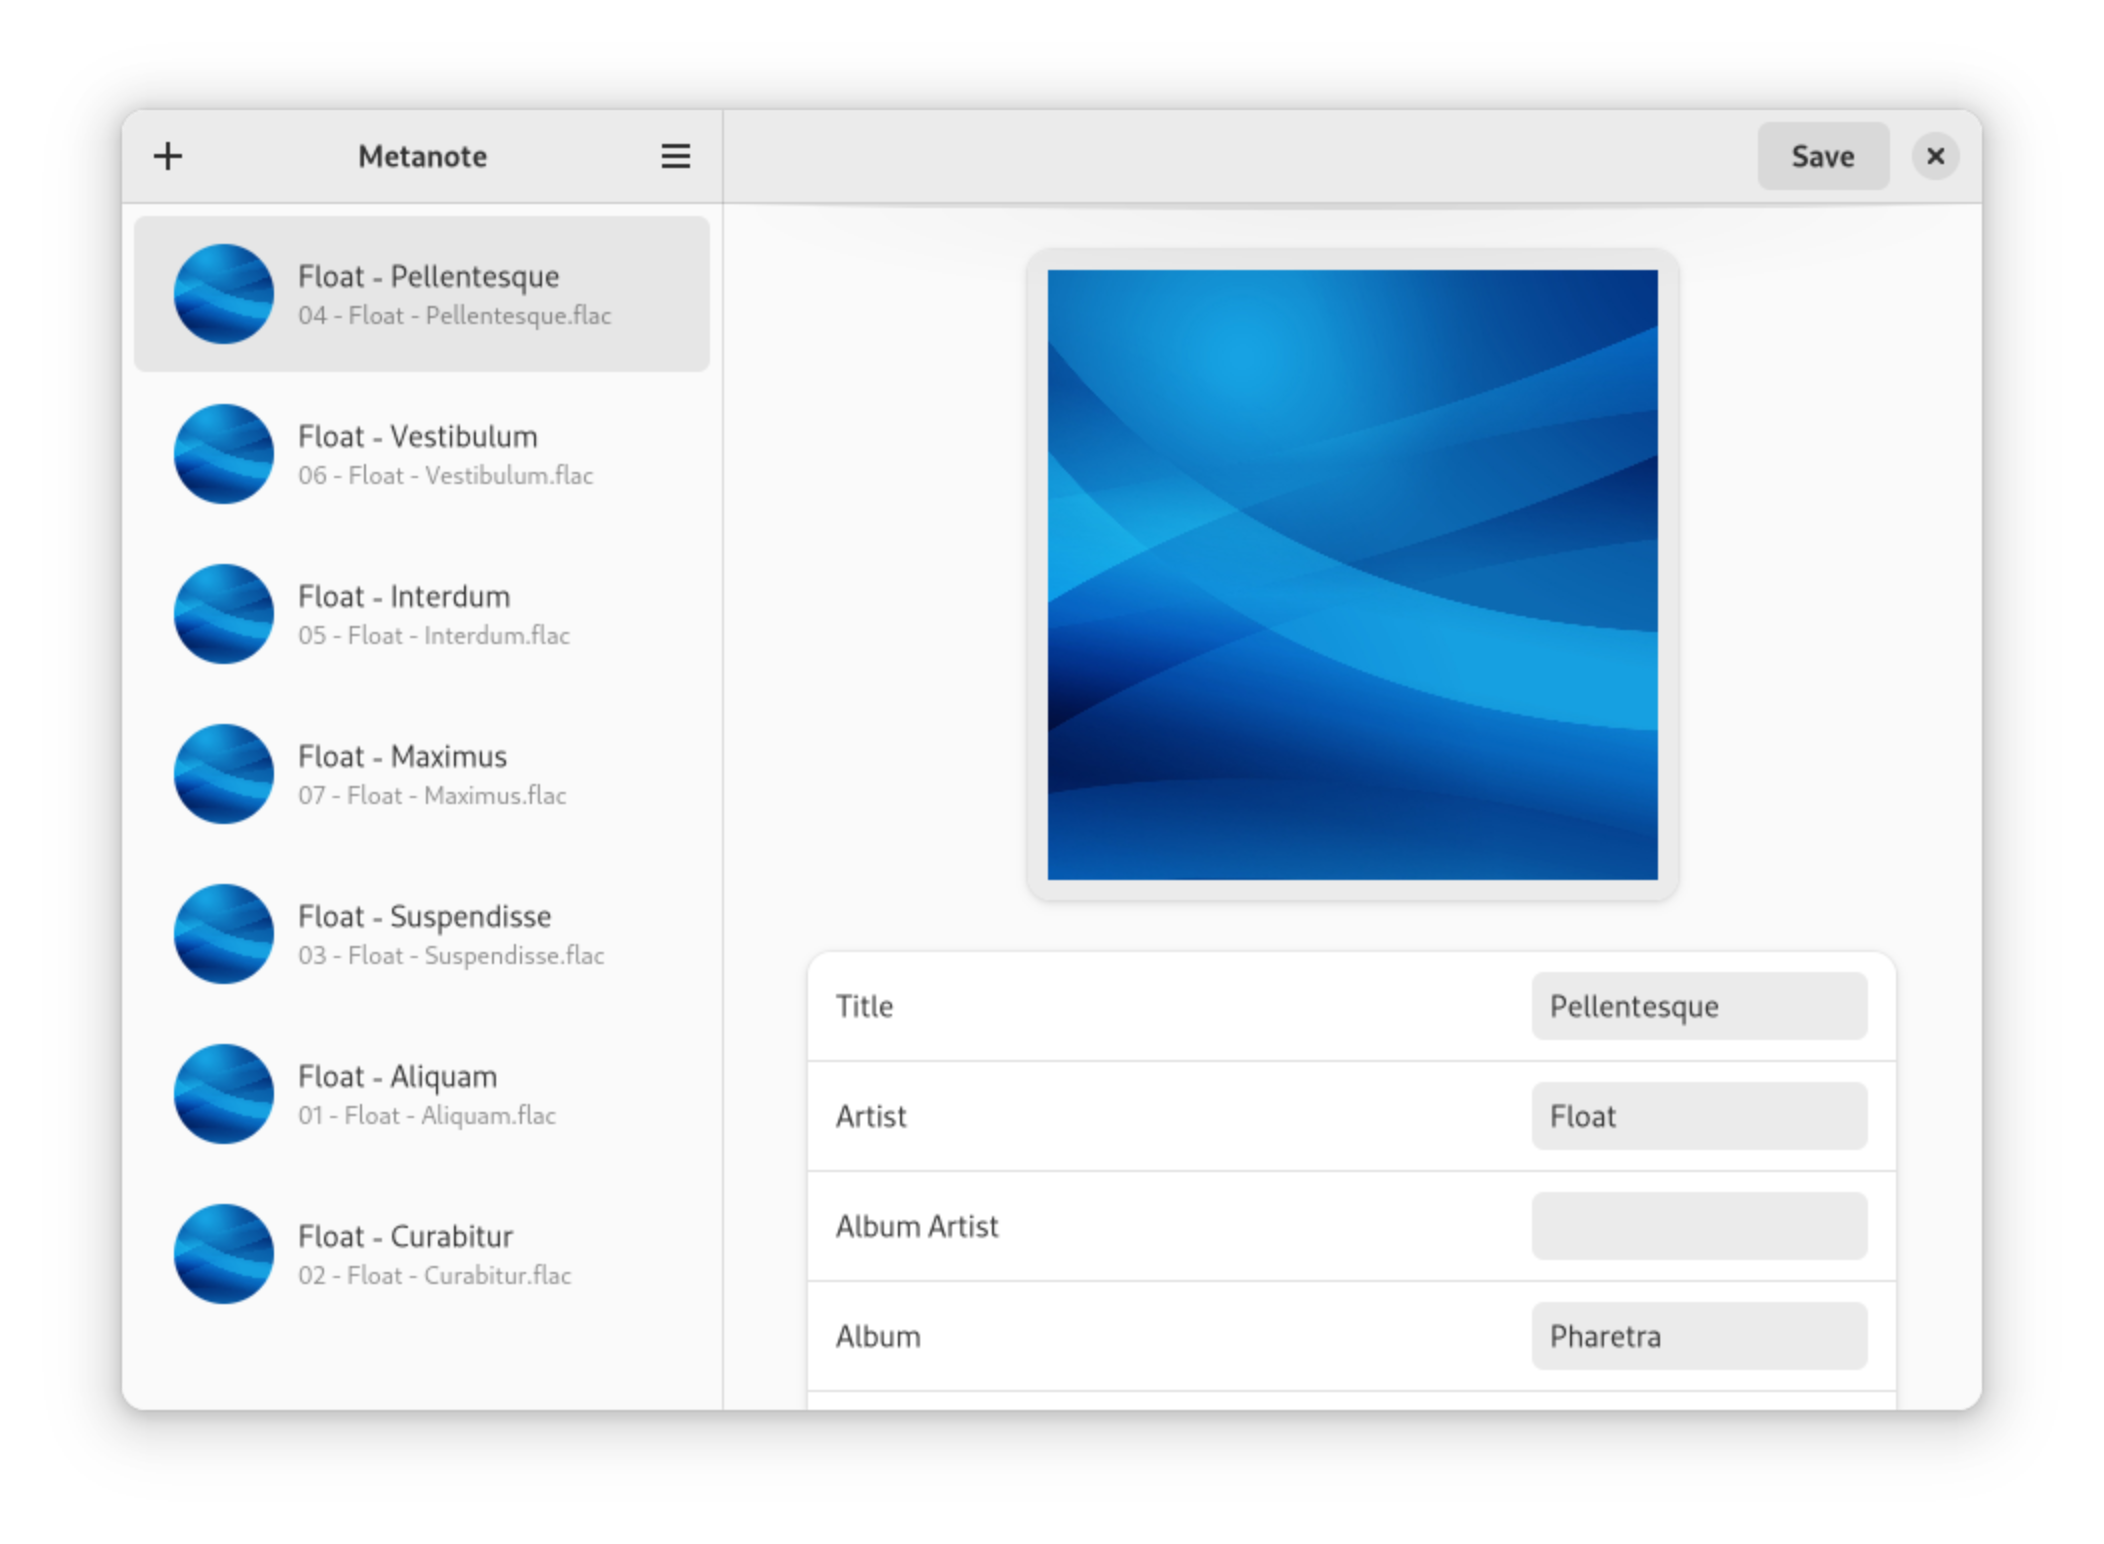 Metanote
Save
Float - Pellentesque
04 - Float - Pellentesque.flac
Float - Vestibulum
06 - Float - Vestibulum.flac
Float - Interdum
05 - Float - Interdum.flac
Float - Maximus
07 - Float - Maximus.flac
Float - Suspendisse
03 - Float - Suspendisse.flac
Float - Aliquam
01 - Float - Aliquam.flac
Float - Curabitur
02 - Float - Curabitur.flac
Title
Pellentesque
Artist
Float
Album Artist
Album
Pharetra